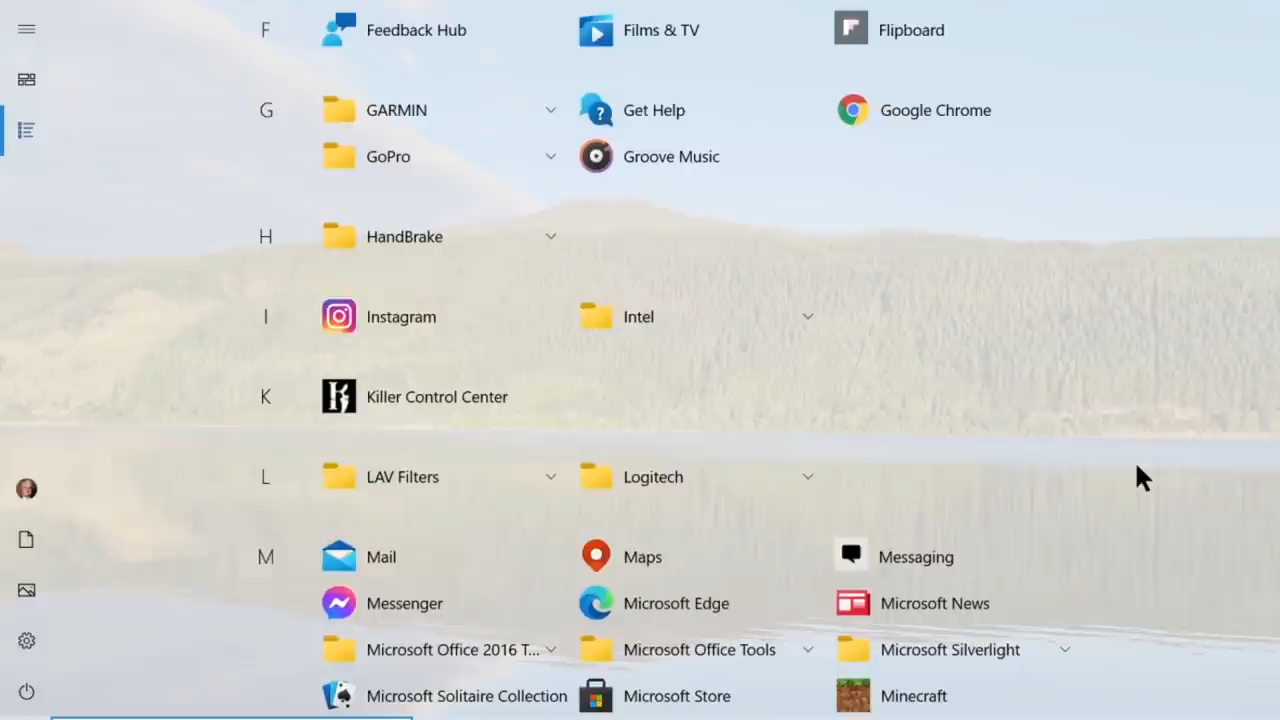 F Feedback Hub Films & TV Flipboard
G GARMIN Get Help Google Chrome
GoPro Groove Music
H HandBrake
I Instagram Intel
K Killer Control Center
L LAV Filters Logitech
M Mail Maps Messaging
Messenger Microsoft Edge Microsoft News
Microsoft Office 2016 T... Microsoft Office Tools Microsoft Silverlight
Microsoft Solitaire Collection Microsoft Store Minecraft